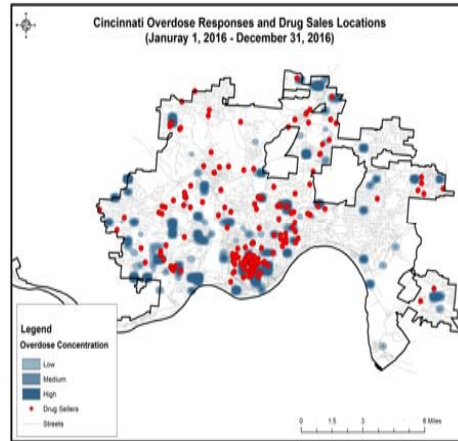 Cincinnati Overdose Responses and Drug Sales Locations
(Januray 1, 2016 - December 31, 2016)
Legend
Overdose Concentration
Low
Medium
High
Drug Sellers
Streets
0 1.5 3 6 Miles